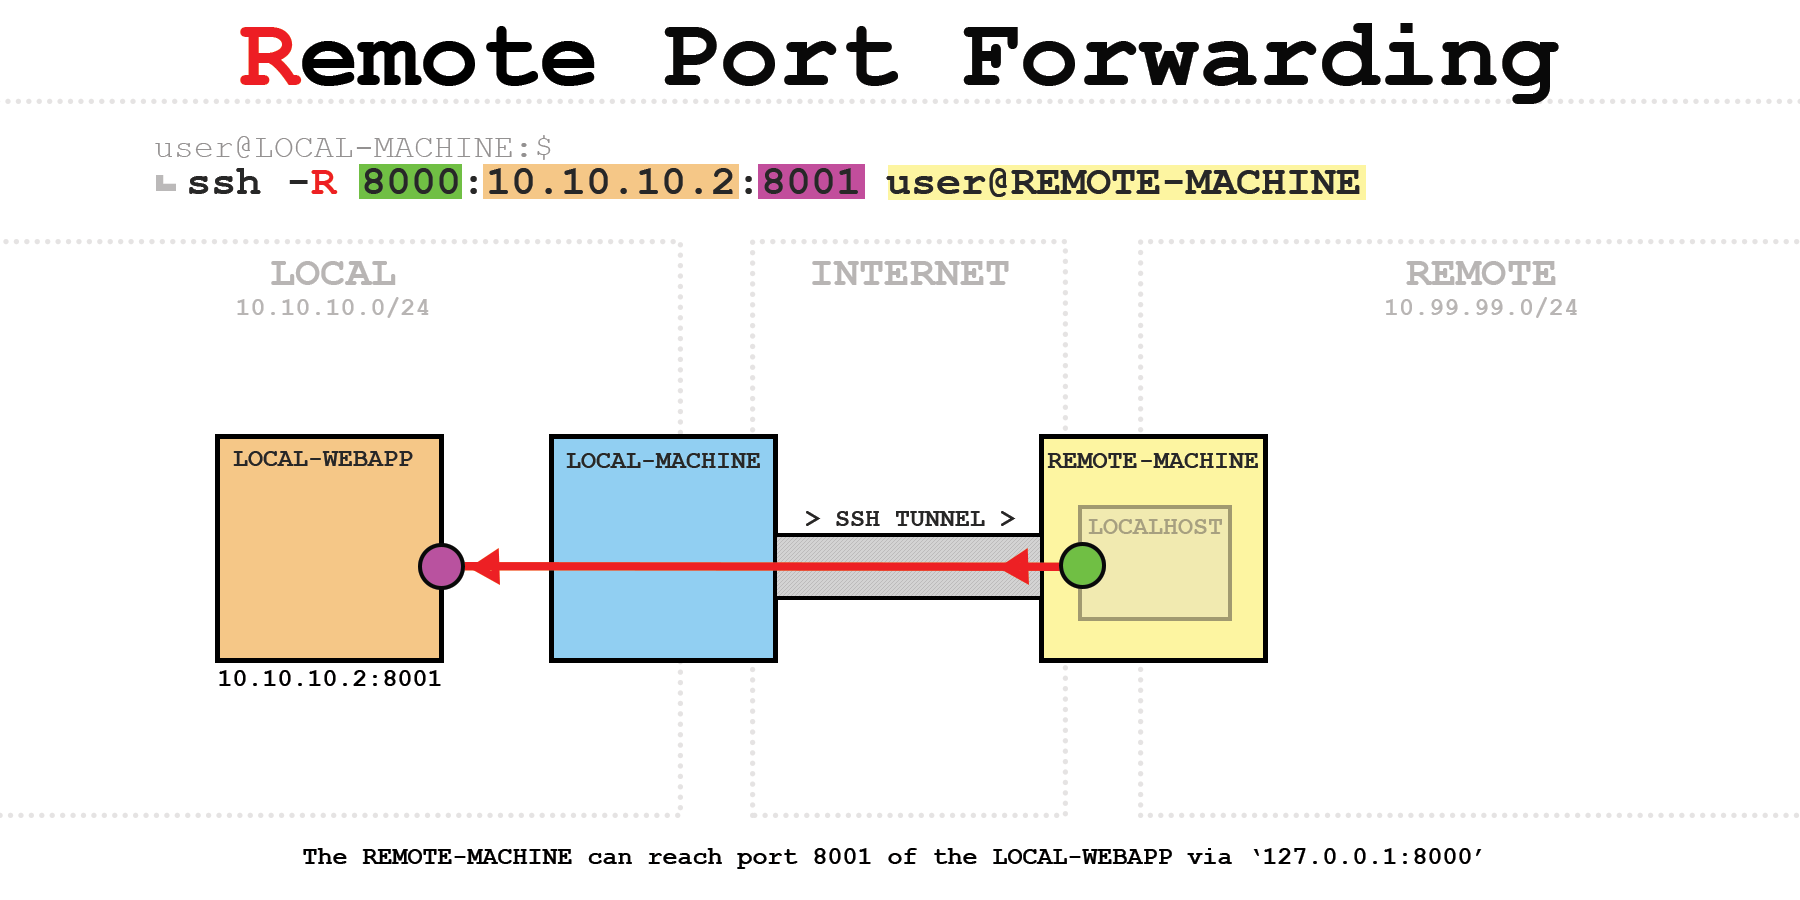 Remote Port Forwarding
user@LOCAL-MACHINE:$
ssh -R 8000:10.10.10.2:8001 user@REMOTE-MACHINE
LOCAL
10.10.10.0/24
INTERNET
REMOTE
10.99.99.0/24
LOCAL-WEBAPP
LOCAL-MACHINE
REMOTE-MACHINE
> SSH TUNNEL >
LOCALHOST
10.10.10.2:8001
The REMOTE-MACHINE can reach port 8001 of the LOCAL-WEBAPP via ‘127.0.0.1:8000’